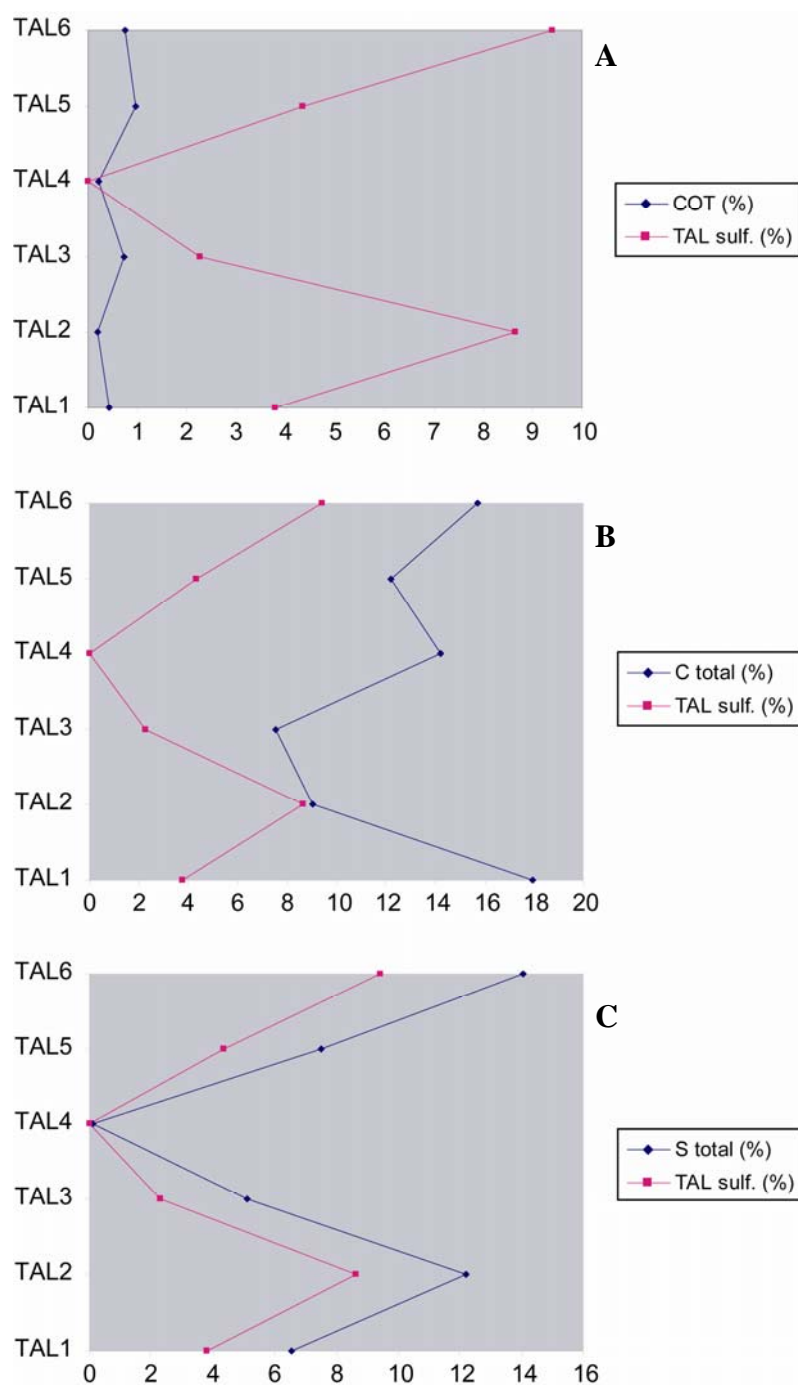 TAL6
A
TAL5
TAL4
COT (%)
TAL sulf. (%)
TAL3
TAL2
TAL1
0 1 2 3 4 5 6 7 8 9 10
TAL6
B
TAL5
TAL4
C total (%)
TAL sulf. (%)
TAL3
TAL2
TAL1
0 2 4 6 8 10 12 14 16 18 20
TAL6
C
TAL5
TAL4
S total (%)
TAL sulf. (%)
TAL3
TAL2
TAL1
0 2 4 6 8 10 12 14 16